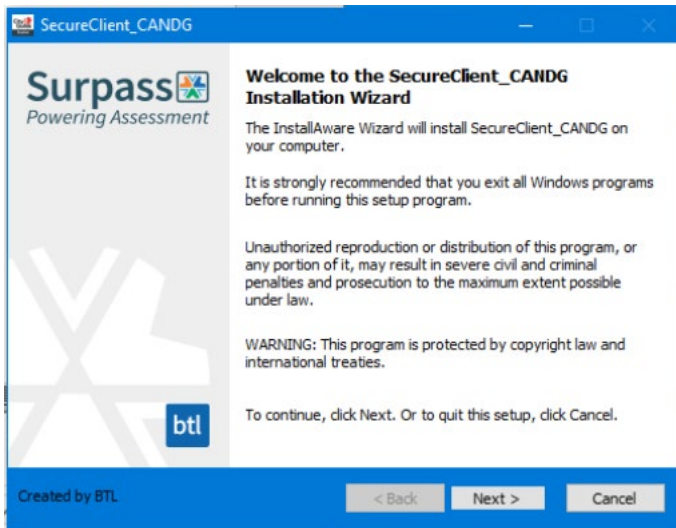 SecureClient_CANDG
Surpass
Powering Assessment
Welcome to the SecureClient_CANDG
Installation Wizard
The InstallAware Wizard will install SecureClient_CANDG on
your computer.
It is strongly recommended that you exit all Windows programs
before running this setup program.
Unauthorized reproduction or distribution of this program, or
any portion of it, may result in severe civil and criminal
penalties and prosecution to the maximum extent possible
under law.
WARNING: This program is protected by copyright law and
international treaties.
To continue, click Next. Or to quit this setup, click Cancel.
btl
Created by BTL
< Back
Next >
Cancel